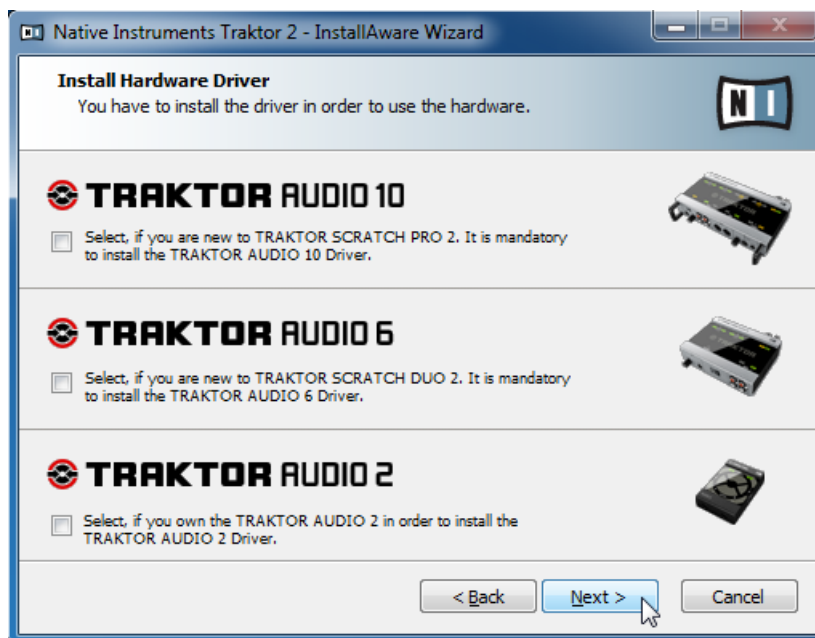 Native Instruments Traktor 2 - InstallAware Wizard
Install Hardware Driver
You have to install the driver in order to use the hardware.
N I
TRAKTOR AUDIO 10
Select, if you are new to TRAKTOR SCRATCH PRO 2. It is mandatory
to install the TRAKTOR AUDIO 10 Driver.
TRAKTOR AUDIO 6
Select, if you are new to TRAKTOR SCRATCH DUO 2. It is mandatory
to install the TRAKTOR AUDIO 6 Driver.
TRAKTOR AUDIO 2
Select, if you own the TRAKTOR AUDIO 2 in order to install the
TRAKTOR AUDIO 2 Driver.
< Back Next > Cancel